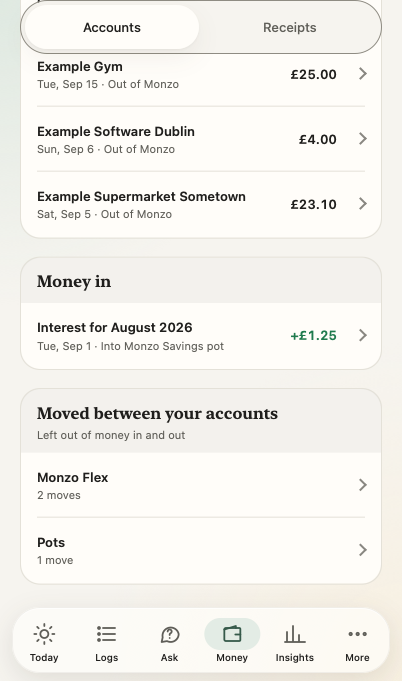 Accounts
Receipts
Example Gym
£25.00
Tue, Sep 15 · Out of Monzo
Example Software Dublin
£4.00
Sun, Sep 6 · Out of Monzo
Example Supermarket Sometown
£23.10
Sat, Sep 5 · Out of Monzo
Money in
Interest for August 2026
+£1.25
Tue, Sep 1 · Into Monzo Savings pot
Moved between your accounts
Left out of money in and out
Monzo Flex
2 moves
Pots
1 move
Today
Logs
Ask
Money
Insights
More